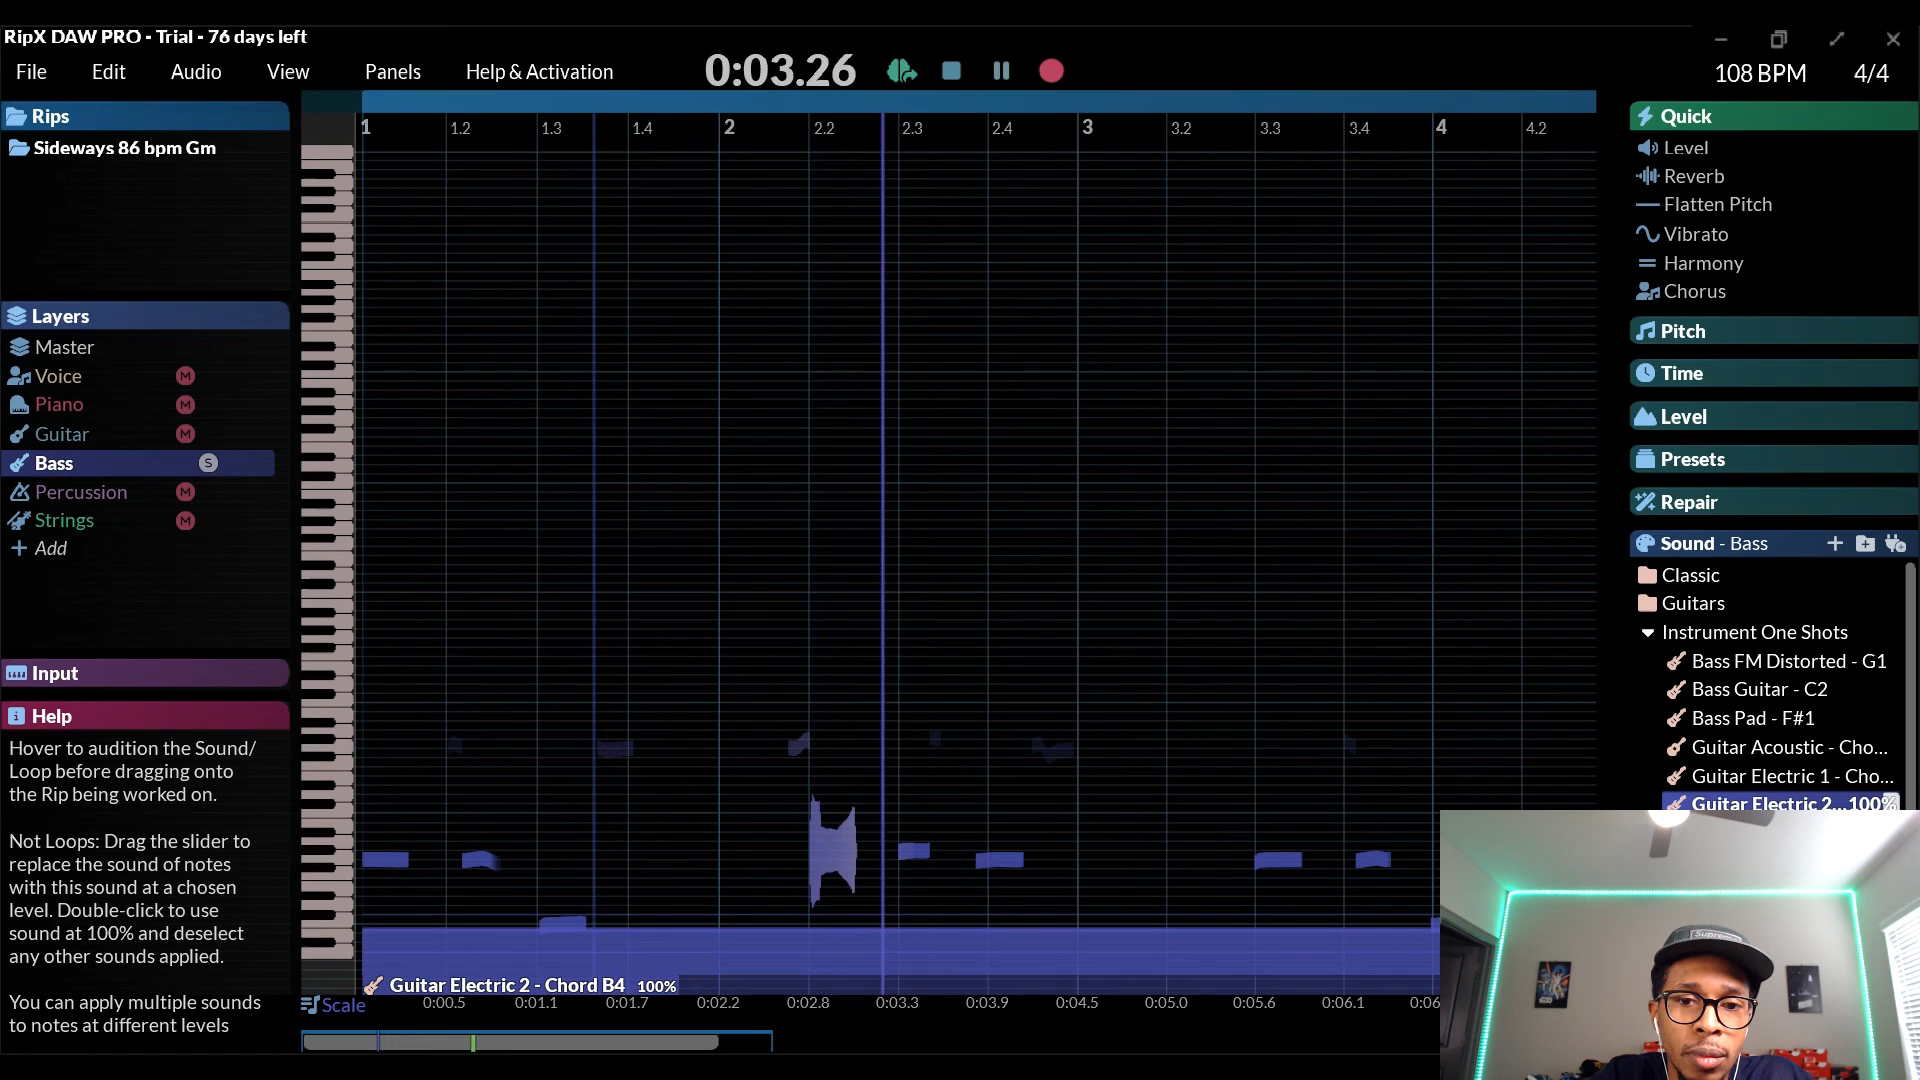 RipX DAW PRO - Trial - 76 days left
File Edit Audio View Panels Help & Activation
0:03.26
108 BPM 4/4
Rips
Sideways 86 bpm Gm
Layers
Master
Voice M
Piano M
Guitar M
Bass S
Percussion M
Strings M
+ Add
Input
Help
Hover to audition the Sound/
Loop before dragging onto
the Rip being worked on.
Not Loops: Drag the slider to
replace the sound of notes
with this sound at a chosen
level. Double-click to use
sound at 100% and deselect
any other sounds applied.
You can apply multiple sounds
to notes at different levels
1 1.2 1.3 1.4 2 2.2 2.3 2.4 3 3.2 3.3 3.4 4 4.2
Guitar Electric 2 - Chord B4 100%
Scale 0:00.5 0:01.1 0:01.7 0:02.2 0:02.8 0:03.3 0:03.9 0:04.5 0:05.0 0:05.6 0:06.1 0:06
Quick
Level
Reverb
Flatten Pitch
Vibrato
Harmony
Chorus
Pitch
Time
Level
Presets
Repair
Sound - Bass
Classic
Guitars
Instrument One Shots
Bass FM Distorted - G1
Bass Guitar - C2
Bass Pad - F#1
Guitar Acoustic - Cho...
Guitar Electric 1 - Cho...
Guitar Electric 2...100%
Supreme